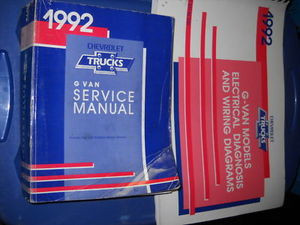 1992
CHEVROLET
TRUCKS
G VAN
SERVICE
MANUAL
1992
CHEVROLET
TRUCKS
G-VAN MODELS
ELECTRICAL DIAGNOSIS
AND WIRING DIAGRAMS